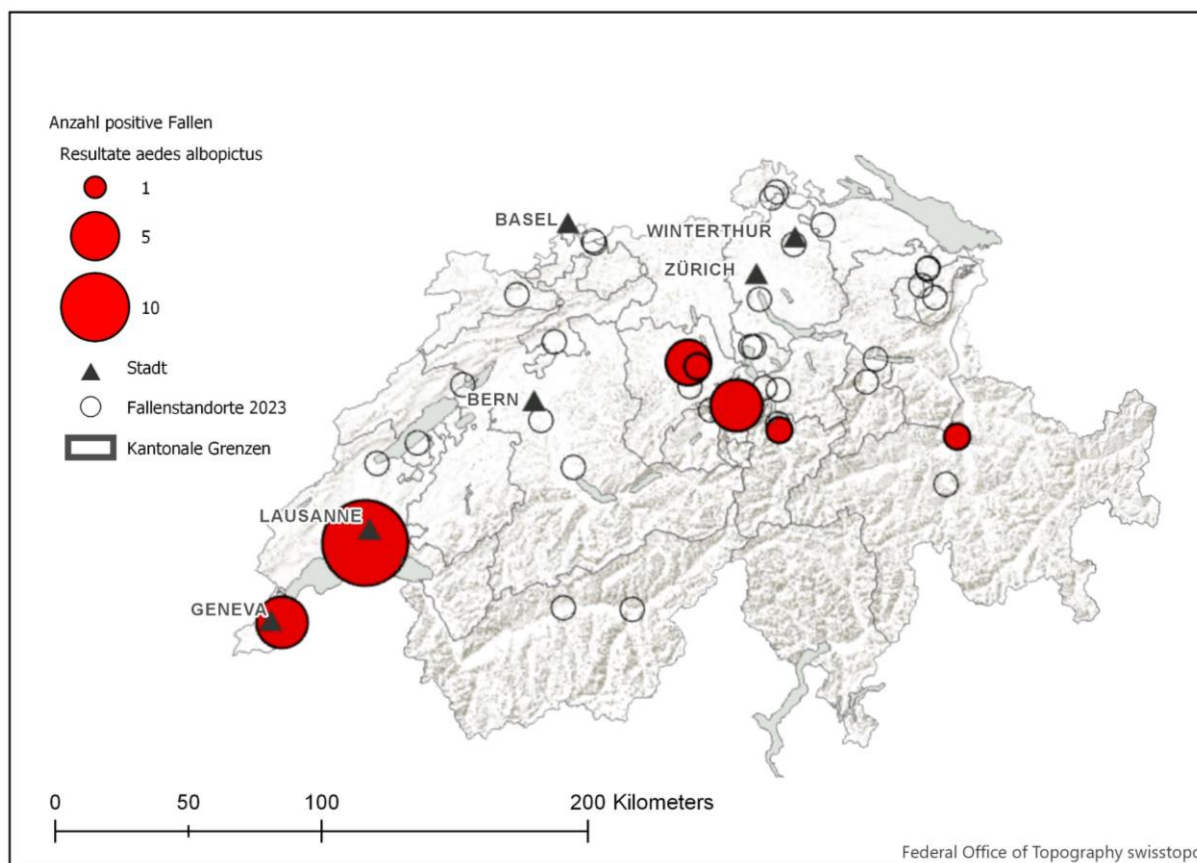 Anzahl positive Fallen
Resultate aedes albopictus
1
5
10
Stadt
Fallenstandorte 2023
Kantonale Grenzen
BASEL
WINTERTHUR
ZÜRICH
BERN
LAUSANNE
GENEVA
0 50 100 200 Kilometers
Federal Office of Topography swisstopo